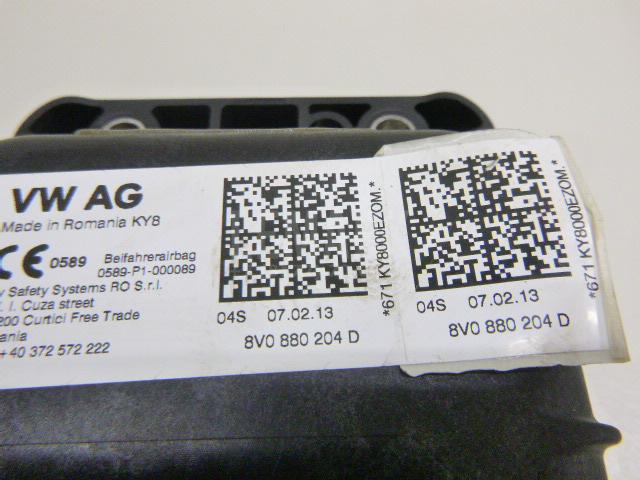 VW AG
Made in Romania KY8
CE 0589 Beifahrerairbag
0589-P1-000089
Safety Systems RO S.r.l.
I. Cuza street
200 Curtici Free Trade
+ 40 372 572 222
04S 07.02.13
8V0 880 204 D
*671 KY8000EZOM.*
04S 07.02.13
8V0 880 204 D
*671 KY8000EZOM.*